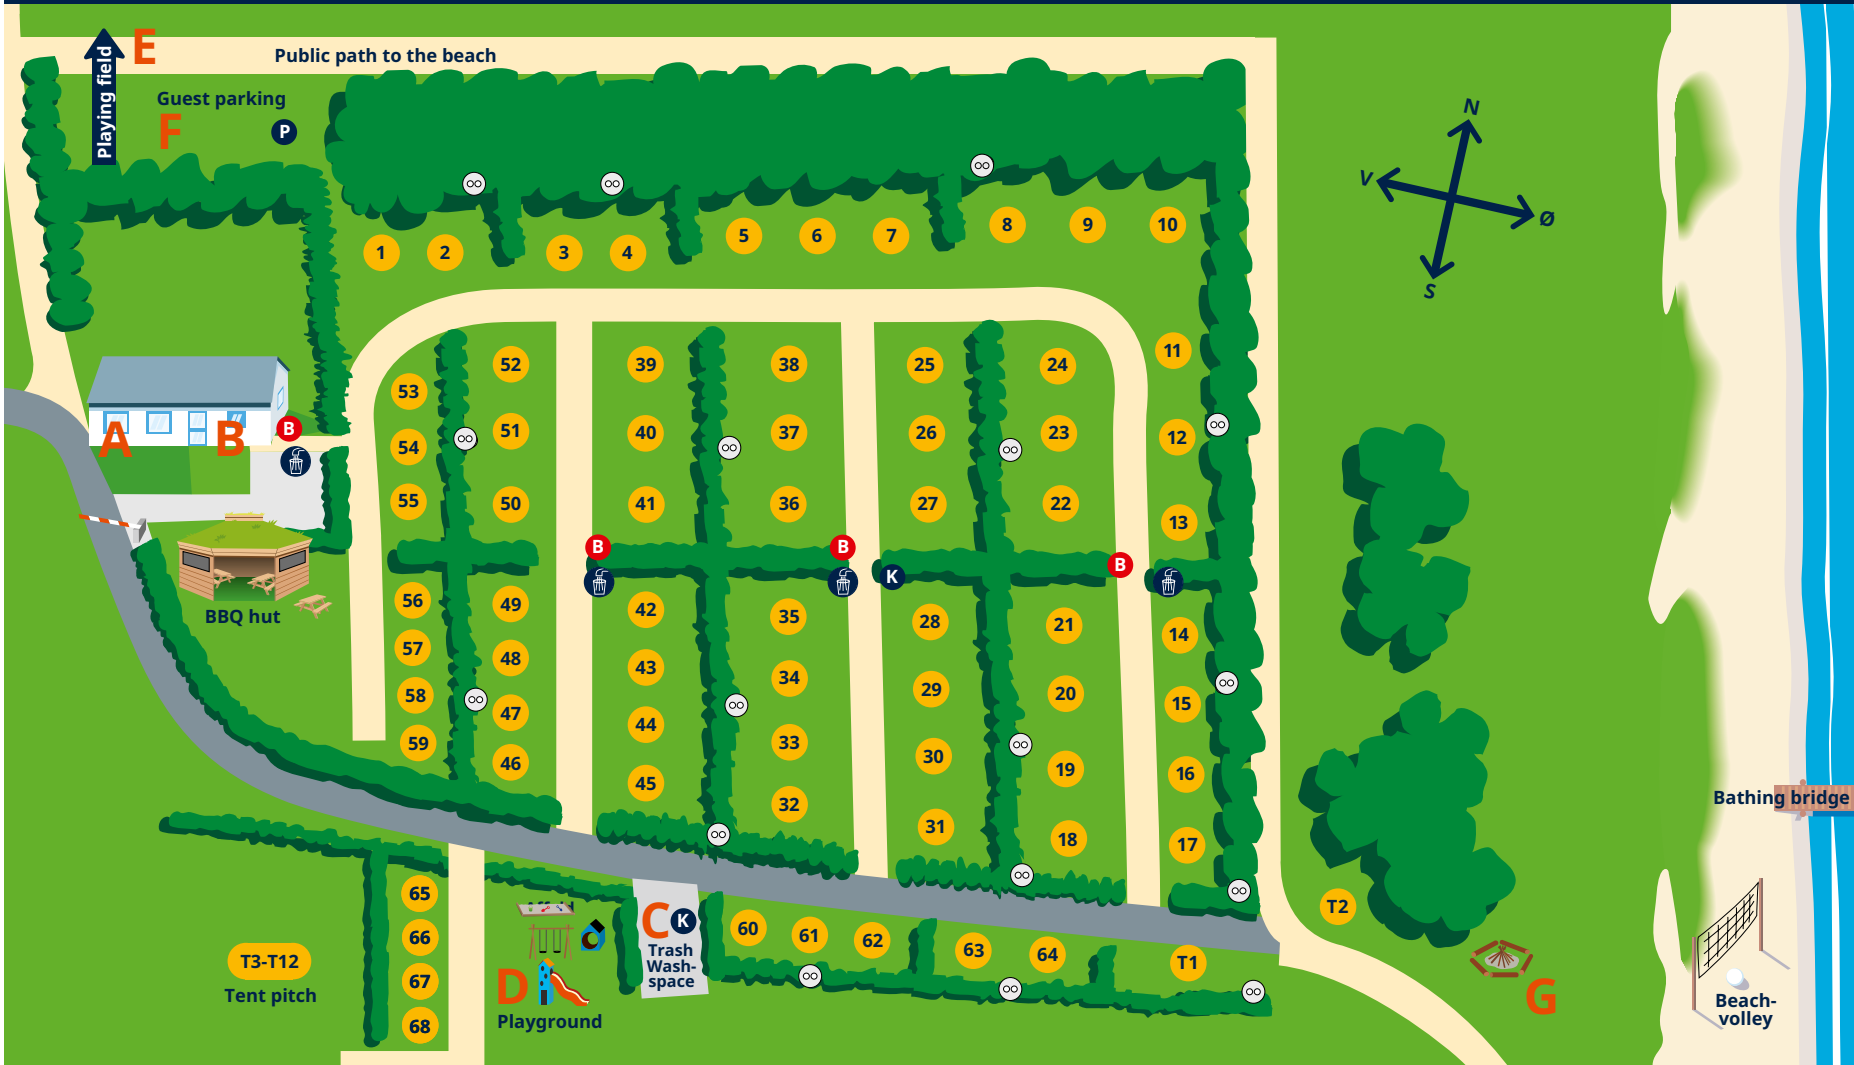 Playing field
E
Public path to the beach
Guest parking
F
P
N
V
Ø
S
1
2
3
4
5
6
7
8
9
10
11
12
13
14
15
16
17
53
54
55
56
57
58
59
52
51
50
49
48
47
46
39
40
41
42
43
44
45
38
37
36
35
34
33
32
25
26
27
28
29
30
31
24
23
22
21
20
19
18
A
B
B
B
B
K
B
BBQ hut
65
66
67
68
T3-T12
Tent pitch
D
Playground
C
K
Trash
Wash-
space
60
61
62
63
64
T1
T2
G
Bathing bridge
Beach-
volley